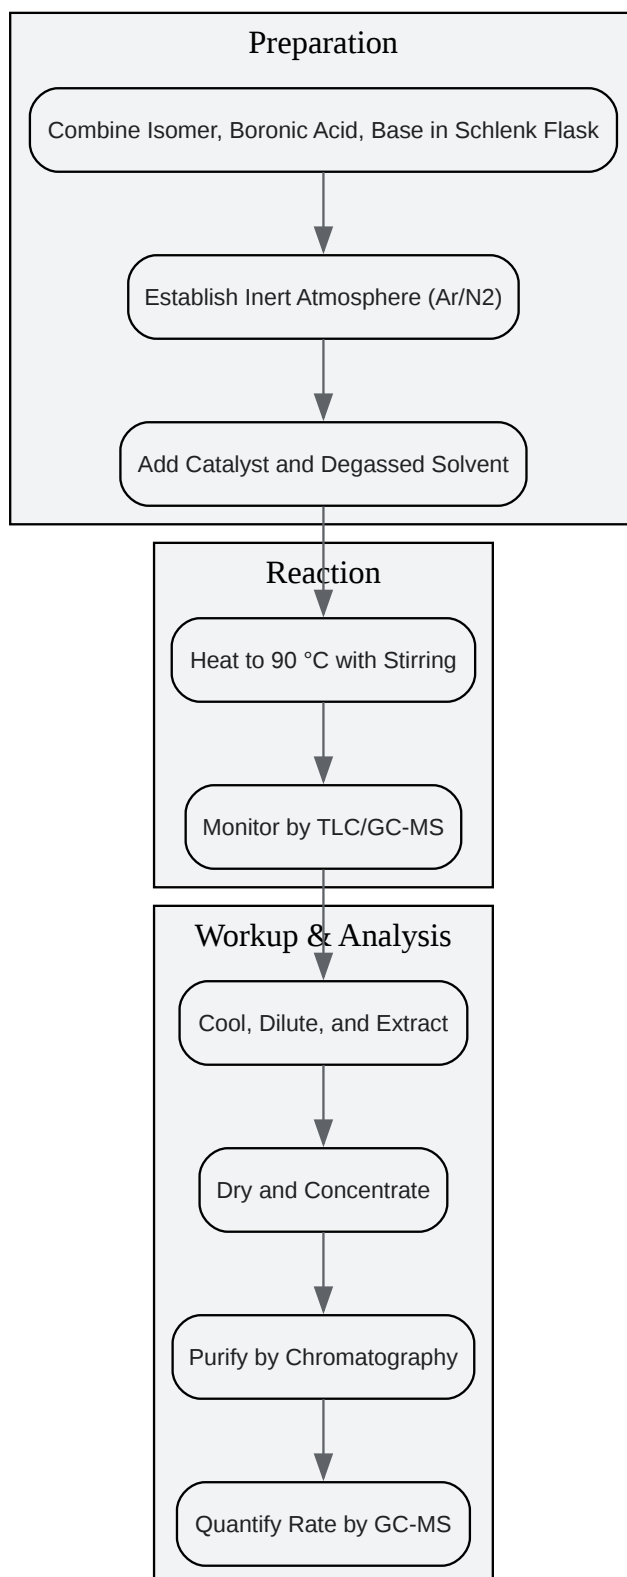 Preparation
Combine Isomer, Boronic Acid, Base in Schlenk Flask
Establish Inert Atmosphere (Ar/N2)
Add Catalyst and Degassed Solvent
Reaction
Heat to 90 °C with Stirring
Monitor by TLC/GC-MS
Workup & Analysis
Cool, Dilute, and Extract
Dry and Concentrate
Purify by Chromatography
Quantify Rate by GC-MS